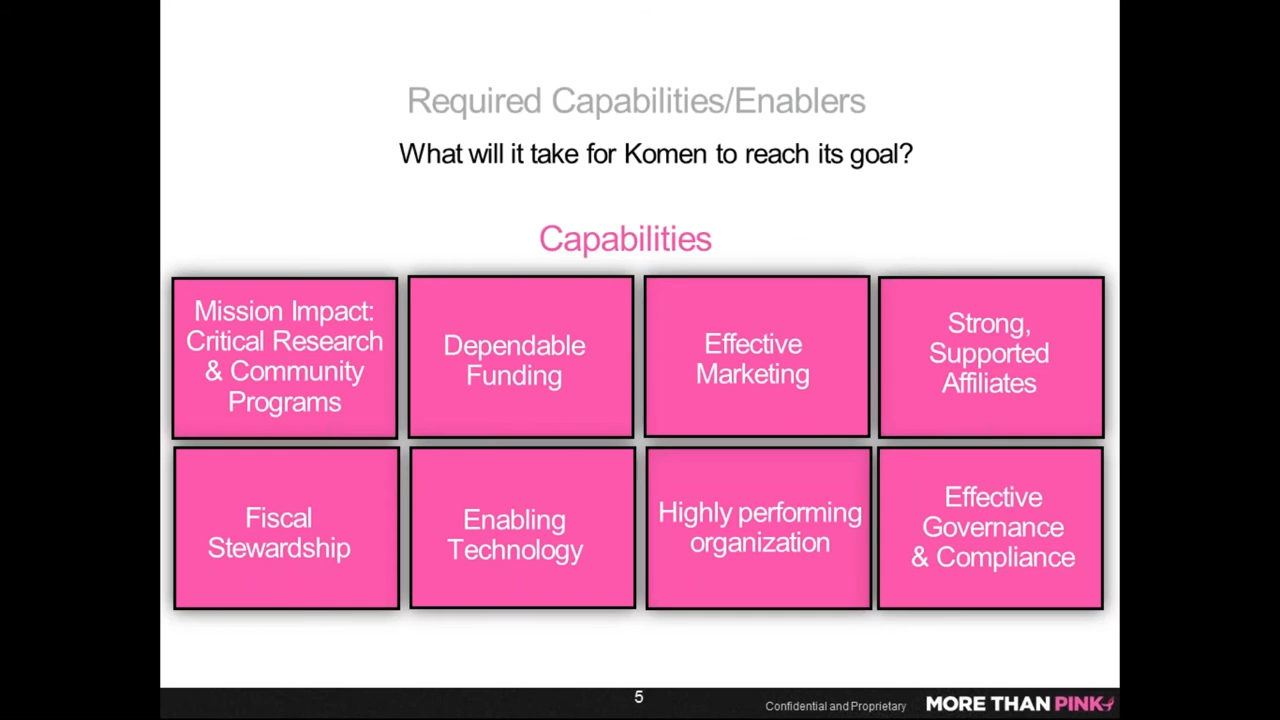 Required Capabilities/Enablers
What will it take for Komen to reach its goal?
Capabilities
Mission Impact:
Critical Research
& Community
Programs
Dependable
Funding
Effective
Marketing
Strong,
Supported
Affiliates
Fiscal
Stewardship
Enabling
Technology
Highly performing
organization
Effective
Governance
& Compliance
5
Confidential and Proprietary
MORE THAN PINK